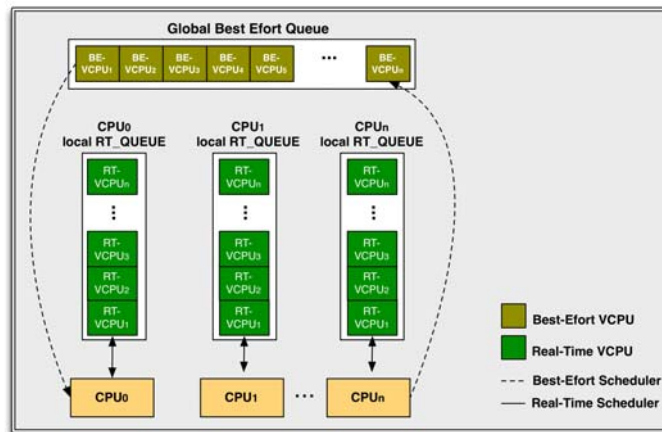 Global Best Efort Queue
BE-VCPU1 BE-VCPU2 BE-VCPU3 BE-VCPU4 BE-VCPU5 ... BE-VCPUn
CPU0 local RT_QUEUE
CPU1 local RT_QUEUE
CPUn local RT_QUEUE
RT-VCPUn
RT-VCPUn
RT-VCPUn
...
...
...
RT-VCPU3
RT-VCPU3
RT-VCPU3
RT-VCPU2
RT-VCPU2
RT-VCPU2
RT-VCPU1
RT-VCPU1
RT-VCPU1
CPU0
CPU1
...
CPUn
Best-Efort VCPU
Real-Time VCPU
Best-Efort Scheduler
Real-Time Scheduler